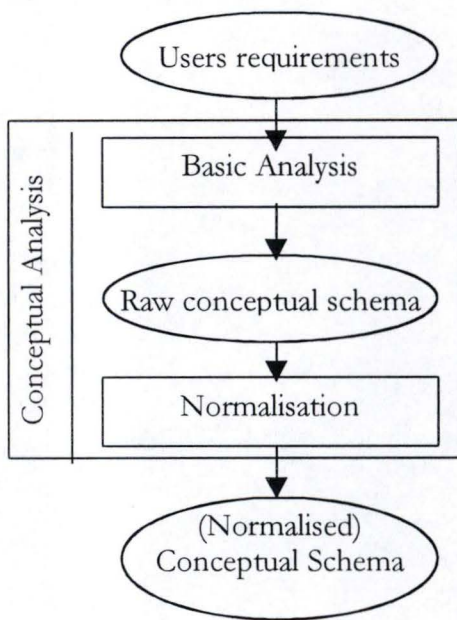 Users requirements
Conceptual Analysis
Basic Analysis
Raw conceptual schema
Normalisation
(Normalised)
Conceptual Schema